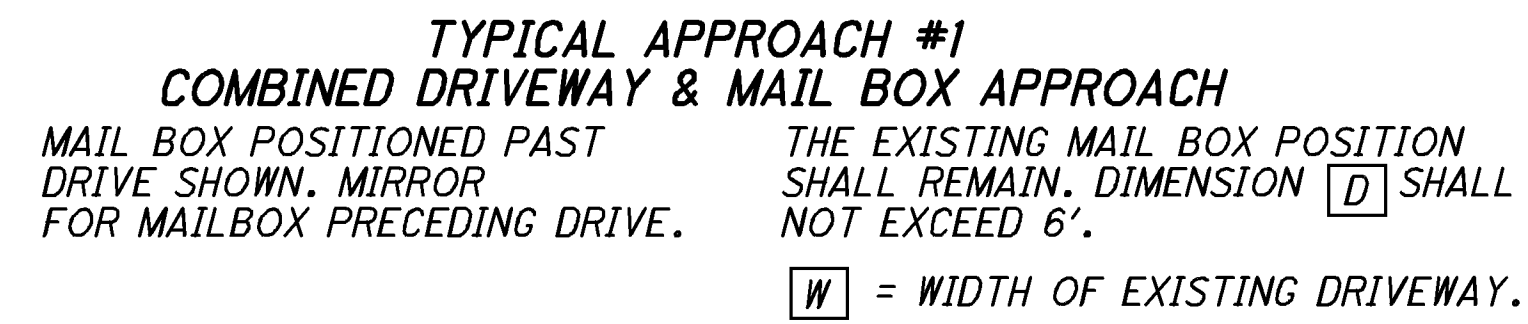 TYPICAL APPROACH #1
COMBINED DRIVEWAY & MAIL BOX APPROACH
MAIL BOX POSITIONED PAST
DRIVE SHOWN. MIRROR
FOR MAILBOX PRECEDING DRIVE.
THE EXISTING MAIL BOX POSITION
SHALL REMAIN. DIMENSION D SHALL
NOT EXCEED 6'.
W = WIDTH OF EXISTING DRIVEWAY.